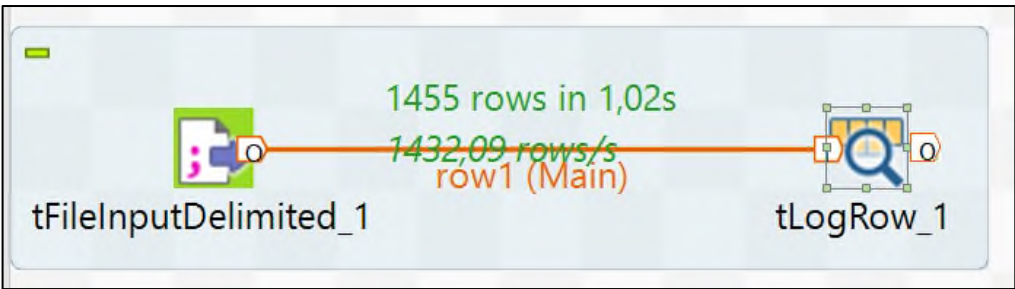 1455 rows in 1,02s
1432,09 rows/s
row1 (Main)
tFileInputDelimited_1
tLogRow_1
O
O